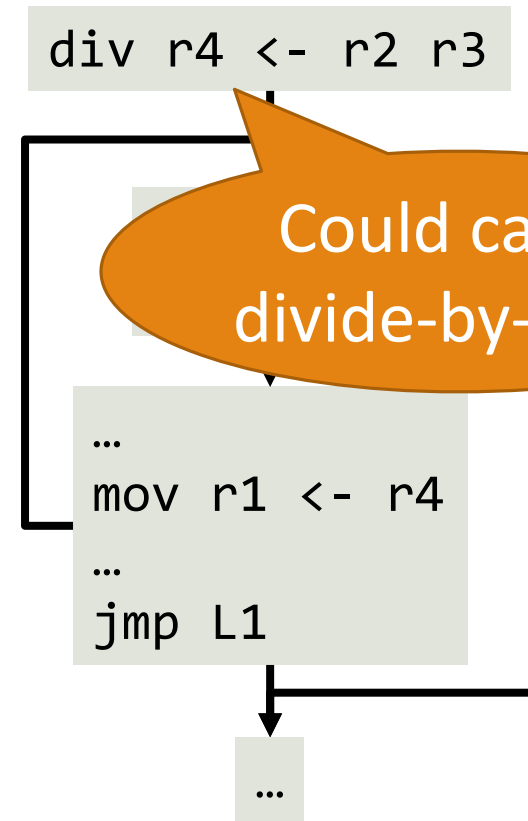 div r4 <- r2 r3
Could ca
divide-by-
…
mov r1 <- r4
…
jmp L1
…